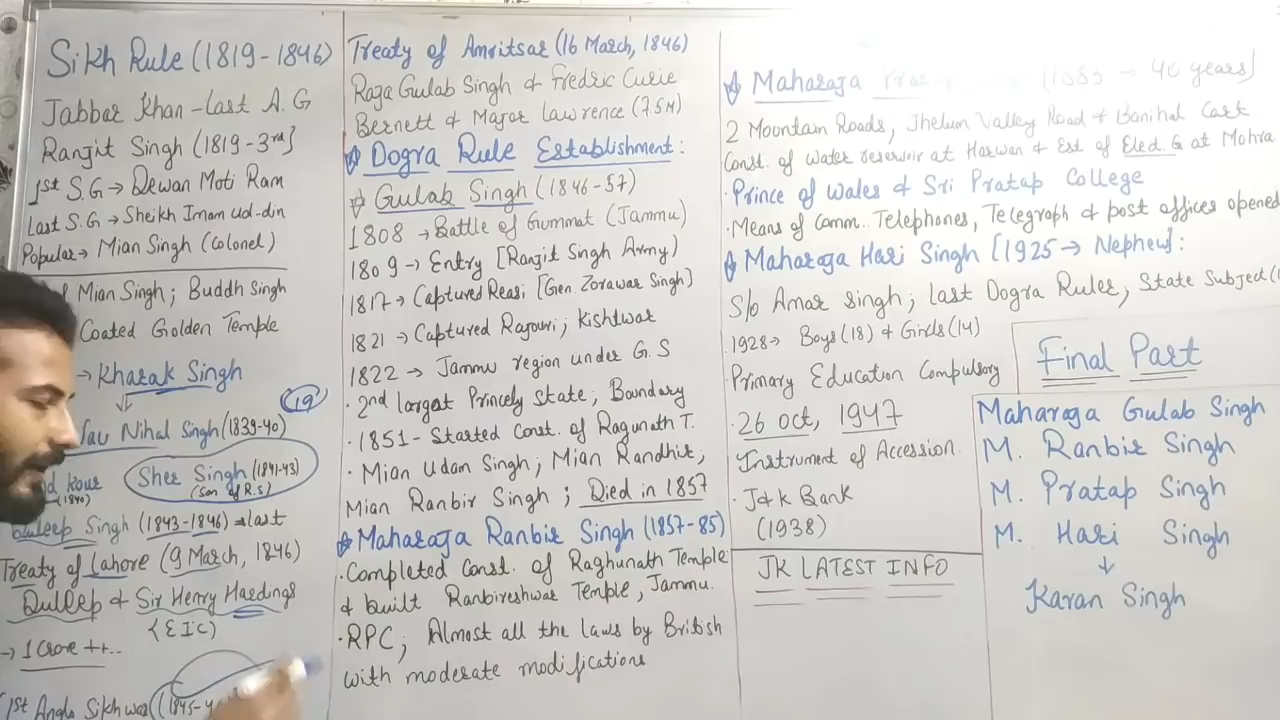 Sikh Rule (1819-1846)
Jabbar Khan - Last A. G
Ranjit Singh (1819 - 3rd]
1st S.G → Dewan Moti Ram
Last S.G → Sheikh Imam ud-din
Popular → Mian Singh (Colonel)
Mian Singh; Buddh Singh
Coated Golden Temple
→ Kharak Singh
(19)
Nau Nihal Singh (1839-40)
Kour
(1840)
Sher Singh (1841-43)
(Son of R.S)
Duleep Singh (1843-1846) → last
Treaty of Lahore (9 March, 1846)
Duleep & Sir Henry Haedings
{EIC}
→ 1 Crore ++..
1st Anglo Sikh war (1845-4
Treaty of Amritsar (16 March, 1846)
Raja Gulab Singh & Fredric Curie
Bernett & Major Lawrence (75M)
Dogra Rule Establishment:
Gulab Singh (1846-57)
1808 → Battle of Gummat (Jammu)
1809 → Entry [Ranjit Singh Army)
1817 → Captured Reasi [Gen. Zorawar Singh]
1821 → Captured Rajouri; Kishtwar
1822 → Jammu region under G.S
· 2nd largest Princely State; Boundary
· 1851 - Started Const. of Ragunath T.
· Mian Udam Singh; Mian Randhir,
Mian Ranbir Singh; Died in 1857
Maharaja Ranbir Singh (1857-85)
· Completed Const. of Raghunath Temple
& built Ranbireshwar Temple, Jammu.
· RPC; Almost all the laws by British
with moderate modifications
Maharaja Pratap (1885 → 40 years]
2 Mountain Roads, Jhelum Valley Road & Banihal Cart
Const. of Water reservoir at Harwan & Est. of Elect. G at Mohra
· Prince of Wales & Sri Pratap College
· Means of Comm.. Telephones, Telegraph & post offices opened
Maharaja Hari Singh [1925 → Nephew]:
S/o Amar Singh; last Dogra Ruler, State Subject (
· 1928 → Boys (18) & Girls (14)
· Primary Education Compulsory
· 26 Oct, 1947
Instrument of Accession.
· J&K Bank
(1938)
JK LATEST INFO
Final Part
Maharaja Gulab Singh
M. Ranbir Singh
M. Pratap Singh
M. Hari Singh
↓
Karan Singh